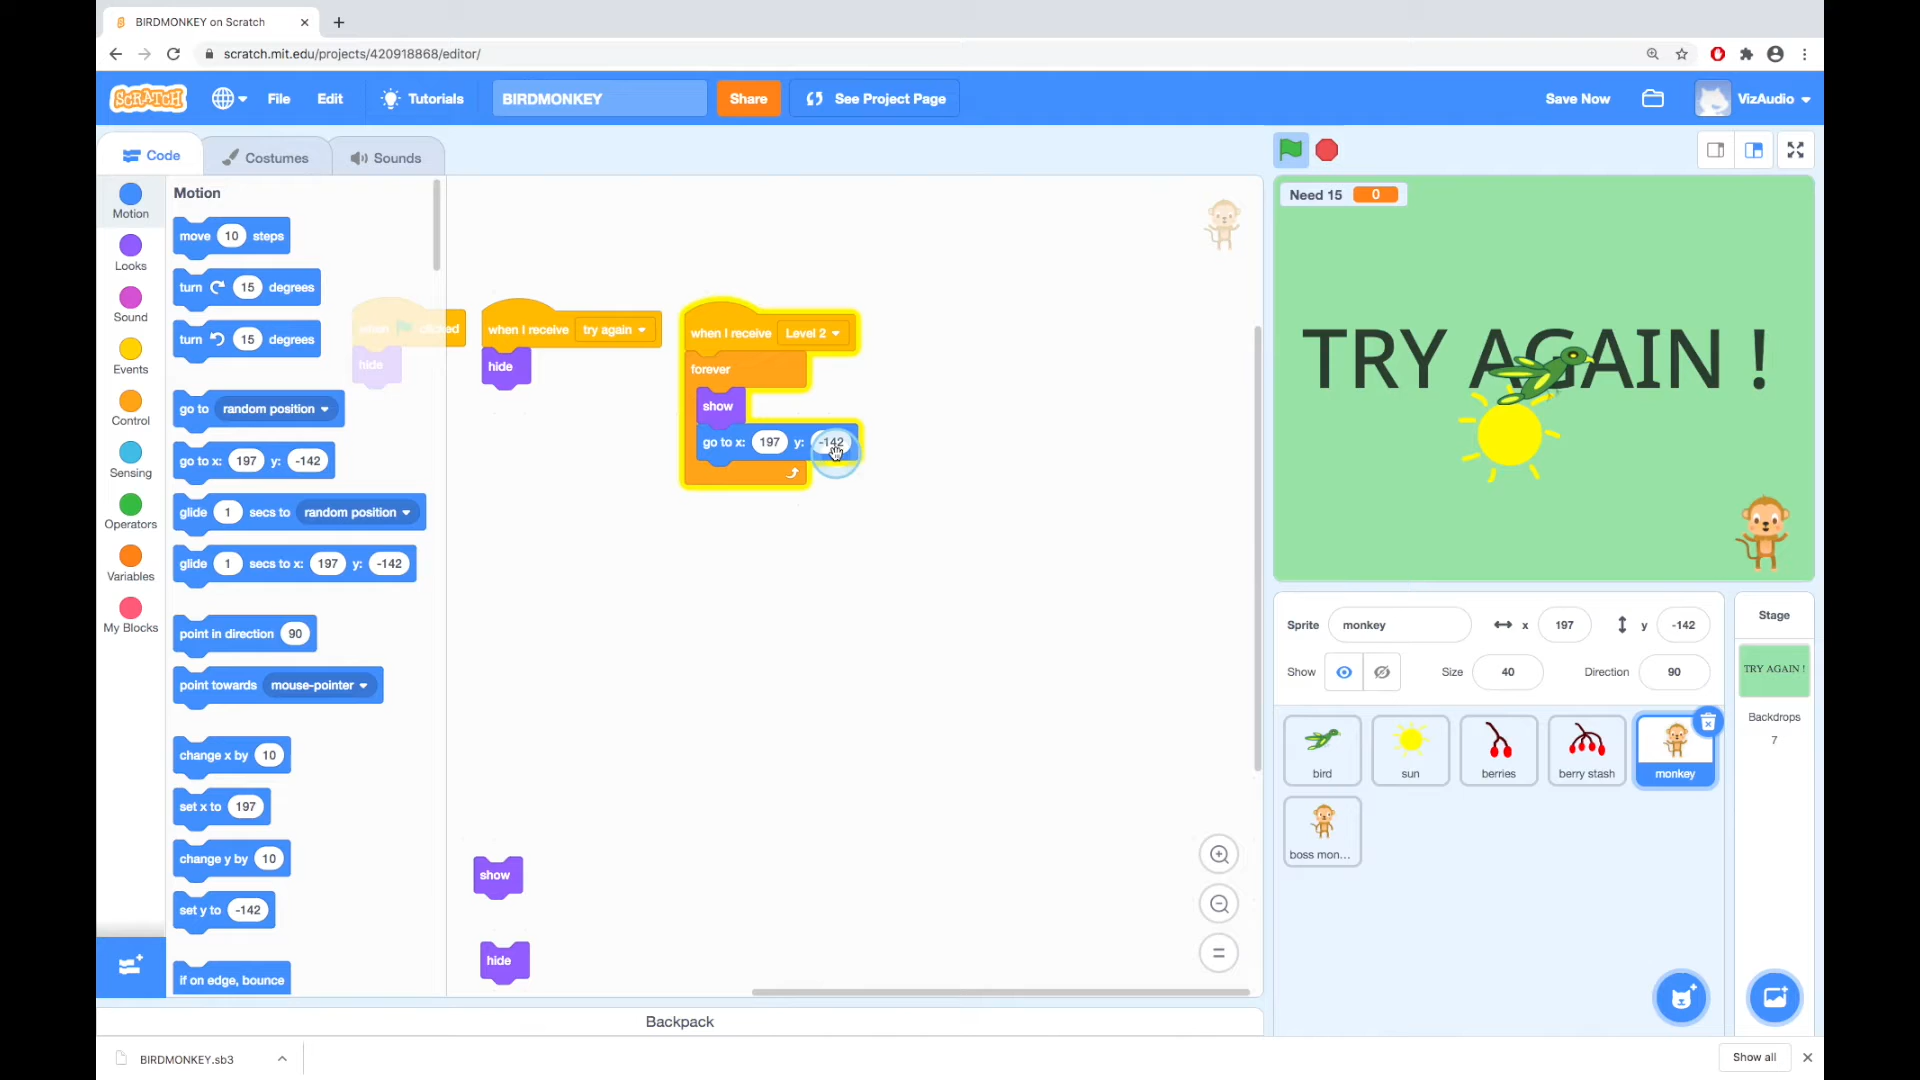 BIRDMONKEY on Scratch
scratch.mit.edu/projects/420918868/editor/
SCRATCH
File
Edit
Tutorials
BIRDMONKEY
Share
See Project Page
Save Now
VizAudio
Code
Costumes
Sounds
Motion
Looks
Sound
Events
Control
Sensing
Operators
Variables
My Blocks
Motion
move 10 steps
turn 15 degrees
turn 15 degrees
go to random position
go to x: 197 y: -142
glide 1 secs to random position
glide 1 secs to x: 197 y: -142
point in direction 90
point towards mouse-pointer
change x by 10
set x to 197
change y by 10
set y to -142
if on edge, bounce
when clicked
hide
when I receive try again
hide
when I receive Level 2
forever
show
go to x: 197 y: -142
show
hide
Backpack
Need 15 0
TRY AGAIN !
Sprite monkey x 197 y -142
Show Size 40 Direction 90
bird
sun
berries
berry stash
monkey
boss mon...
Stage
TRY AGAIN !
Backdrops
7
BIRDMONKEY.sb3
Show all